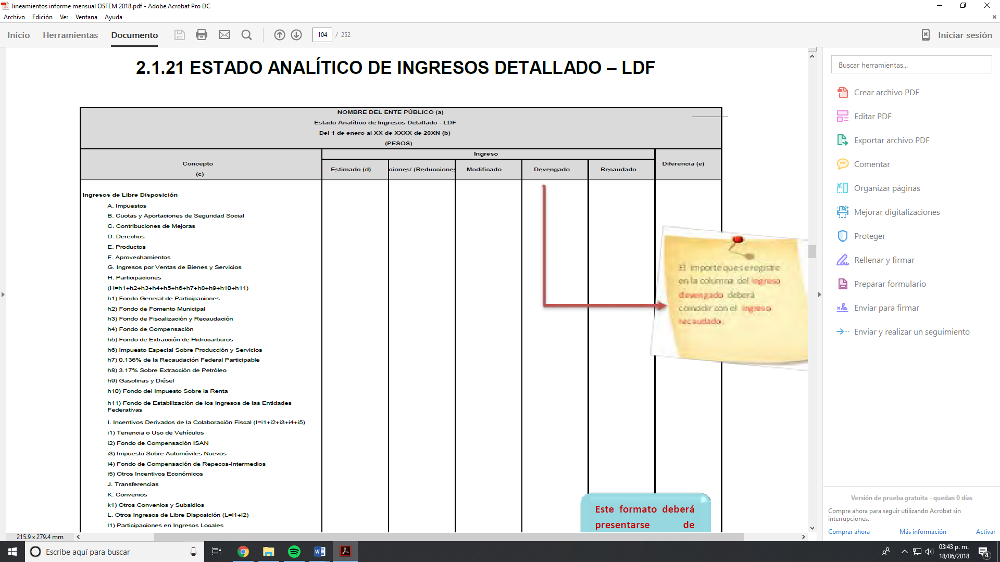 lineamientos informe mensual OSFEM 2018.pdf - Adobe Acrobat Pro DC
Archivo Edición Ver Ventana Ayuda
Inicio Herramientas Documento 104 / 252 Iniciar sesión
2.1.21 ESTADO ANALÍTICO DE INGRESOS DETALLADO – LDF
NOMBRE DEL ENTE PÚBLICO (a)
Estado Analítico de Ingresos Detallado - LDF
Del 1 de enero al XX de XXXX de 20XN (b)
(PESOS)
Concepto
(c)
Ingreso
Estimado (d) ciones/ (Reducciones Modificado Devengado Recaudado
Diferencia (e)
Ingresos de Libre Disposición
A. Impuestos
B. Cuotas y Aportaciones de Seguridad Social
C. Contribuciones de Mejoras
D. Derechos
E. Productos
F. Aprovechamientos
G. Ingresos por Ventas de Bienes y Servicios
H. Participaciones
(H=h1+h2+h3+h4+h5+h6+h7+h8+h9+h10+h11)
h1) Fondo General de Participaciones
h2) Fondo de Fomento Municipal
h3) Fondo de Fiscalización y Recaudación
h4) Fondo de Compensación
h5) Fondo de Extracción de Hidrocarburos
h6) Impuesto Especial Sobre Producción y Servicios
h7) 0.136% de la Recaudación Federal Participable
h8) 3.17% Sobre Extracción de Petróleo
h9) Gasolinas y Diésel
h10) Fondo del Impuesto Sobre la Renta
h11) Fondo de Estabilización de los Ingresos de las Entidades
Federativas
I. Incentivos Derivados de la Colaboración Fiscal (I=i1+i2+i3+i4+i5)
i1) Tenencia o Uso de Vehículos
i2) Fondo de Compensación ISAN
i3) Impuesto Sobre Automóviles Nuevos
i4) Fondo de Compensación de Repecos-Intermedios
i5) Otros Incentivos Económicos
J. Transferencias
K. Convenios
k1) Otros Convenios y Subsidios
L. Otros Ingresos de Libre Disposición (L=l1+l2)
l1) Participaciones en Ingresos Locales
El importe que se registre
en la columna del ingreso
devengado deberá
coincidir con el ingreso
recaudado.
Este formato deberá
presentarse de
Buscar herramientas...
Crear archivo PDF
Editar PDF
Exportar archivo PDF
Comentar
Organizar páginas
Mejorar digitalizaciones
Proteger
Rellenar y firmar
Preparar formulario
Enviar para firmar
Enviar y realizar un seguimiento
Versión de prueba gratuita - quedan 0 días
Compre ahora para seguir utilizando Acrobat sin
interrupciones.
Comprar ahora Más información Activar
215.9 x 279.4 mm
Escribe aquí para buscar
03:43 p. m.
18/06/2018
4